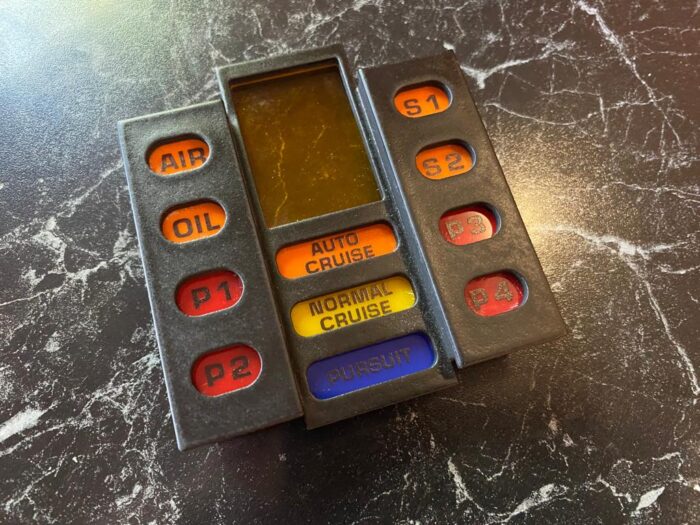 AIR
OIL
P1
P2
AUTO
CRUISE
NORMAL
CRUISE
PURSUIT
S1
S2
P3
P4